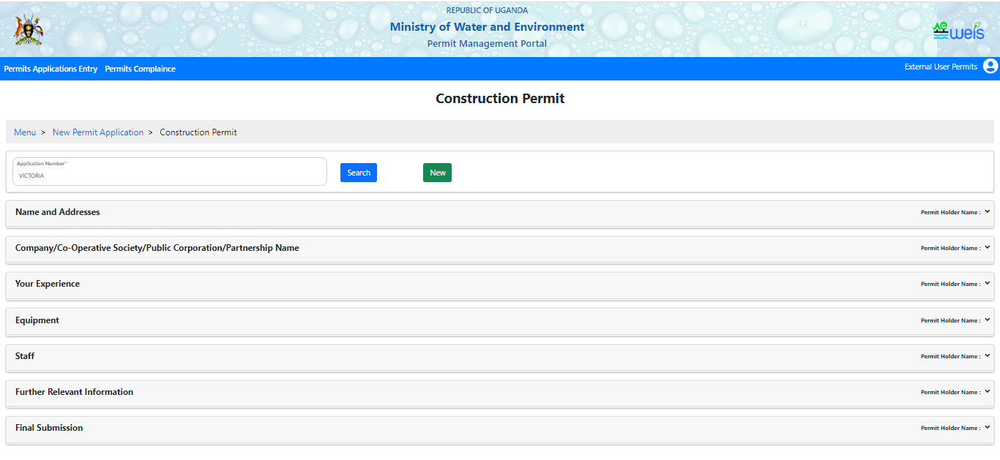 REPUBLIC OF UGANDA
Ministry of Water and Environment
Permit Management Portal
weis
Permits Applications Entry Permits Complaince
External User Permits
Construction Permit
Menu > New Permit Application > Construction Permit
Application Number*
VICTORIA
Search
New
Name and Addresses
Permit Holder Name :
Company/Co-Operative Society/Public Corporation/Partnership Name
Permit Holder Name :
Your Experience
Permit Holder Name :
Equipment
Permit Holder Name :
Staff
Permit Holder Name :
Further Relevant Information
Permit Holder Name :
Final Submission
Permit Holder Name :